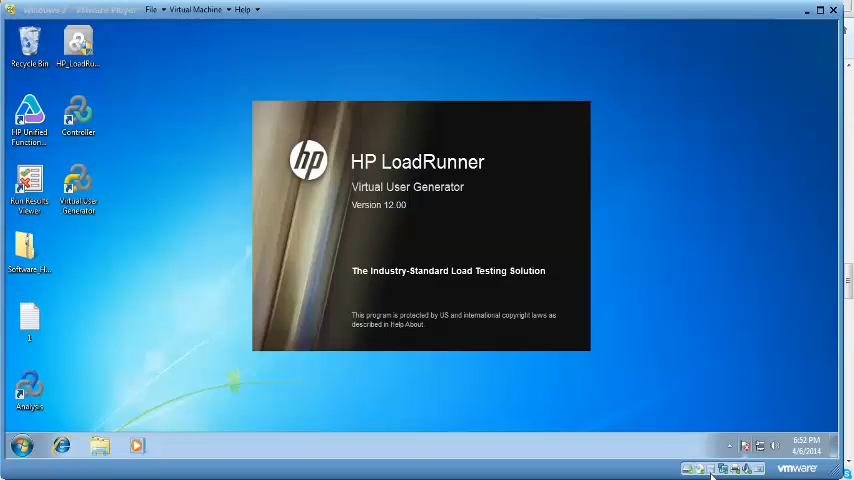 Windows 7 - VMware Player
File
Virtual Machine
Help
Recycle Bin
HP_LoadRu...
HP Unified
Function...
Controller
Run Results
Viewer
Virtual User
Generator
Software_H...
1
Analysis
hp
HP LoadRunner
Virtual User Generator
Version 12.00
The Industry-Standard Load Testing Solution
This program is protected by US and international copyright laws as
described in Help About.
6:52 PM
4/6/2014
vmware